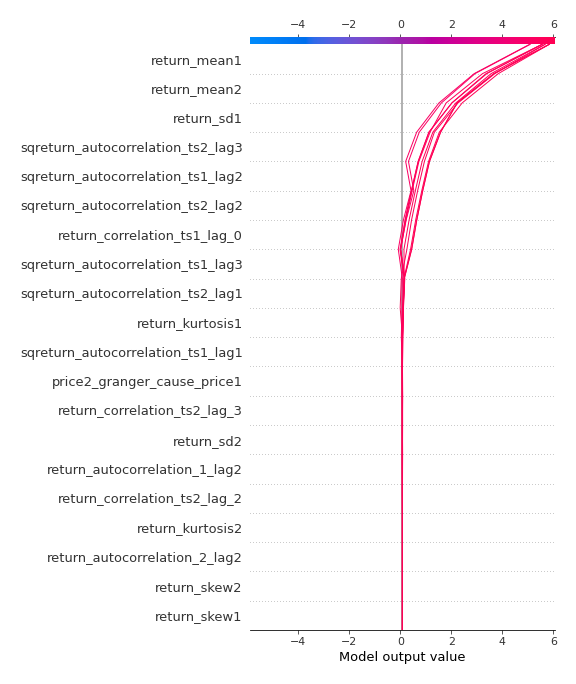 −4 −2 0 2 4 6
return_mean1
return_mean2
return_sd1
sqreturn_autocorrelation_ts2_lag3
sqreturn_autocorrelation_ts1_lag2
sqreturn_autocorrelation_ts2_lag2
return_correlation_ts1_lag_0
sqreturn_autocorrelation_ts1_lag3
sqreturn_autocorrelation_ts2_lag1
return_kurtosis1
sqreturn_autocorrelation_ts1_lag1
price2_granger_cause_price1
return_correlation_ts2_lag_3
return_sd2
return_autocorrelation_1_lag2
return_correlation_ts2_lag_2
return_kurtosis2
return_autocorrelation_2_lag2
return_skew2
return_skew1
−4 −2 0 2 4 6
Model output value